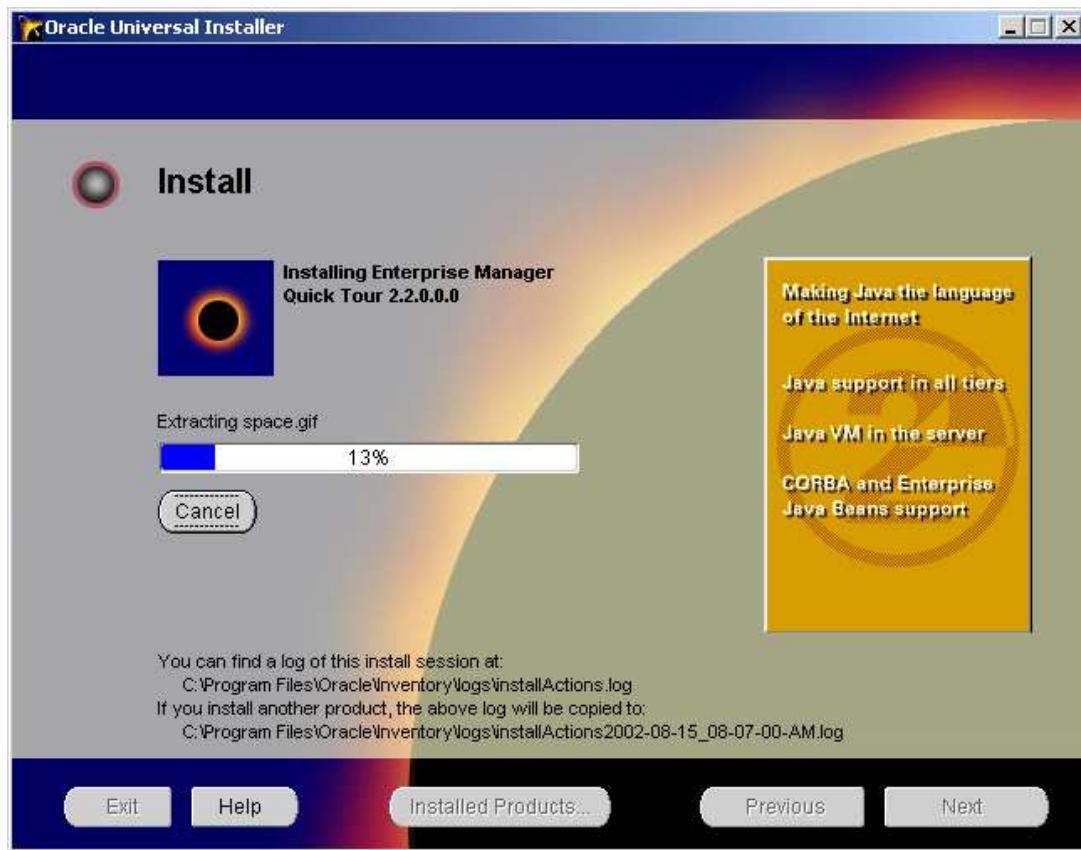 Oracle Universal Installer
Install
Installing Enterprise Manager
Quick Tour 2.2.0.0.0
Extracting space.gif
13%
Cancel
Making Java the language
of the Internet
Java support in all tiers
Java VM in the server
CORBA and Enterprise
Java Beans support
2
You can find a log of this install session at:
C:\Program Files\Oracle\Inventory\logs\installActions.log
If you install another product, the above log will be copied to:
C:\Program Files\Oracle\Inventory\logs\installActions2002-08-15_08-07-00-AM.log
Exit
Help
Installed Products...
Previous
Next